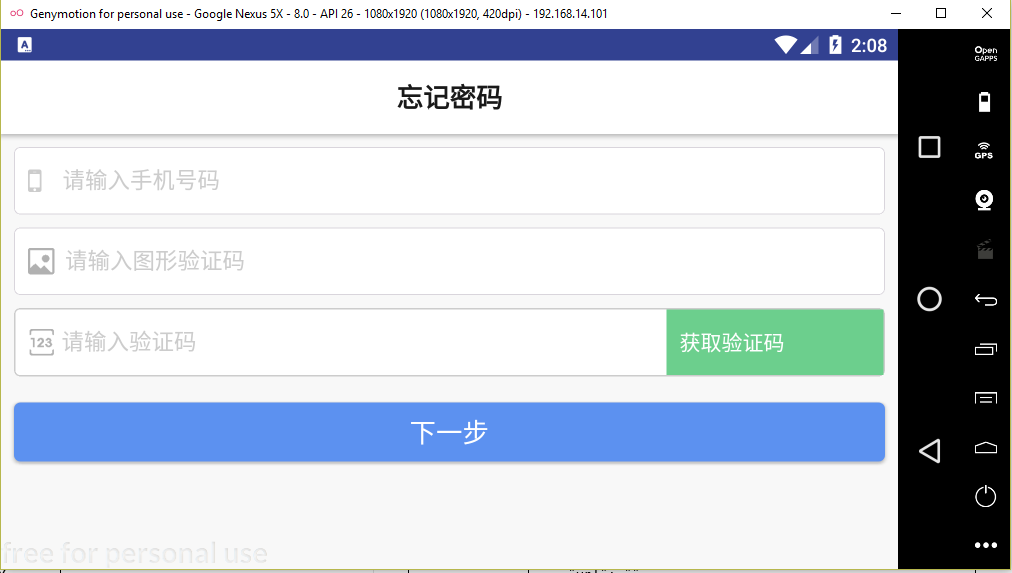 Genymotion for personal use - Google Nexus 5X - 8.0 - API 26 - 1080x1920 (1080x1920, 420dpi) - 192.168.14.101
A
2:08
Open
GAPPS
忘记密码
GPS
请输入手机号码
请输入图形验证码
123
请输入验证码
获取验证码
下一步
free for personal use